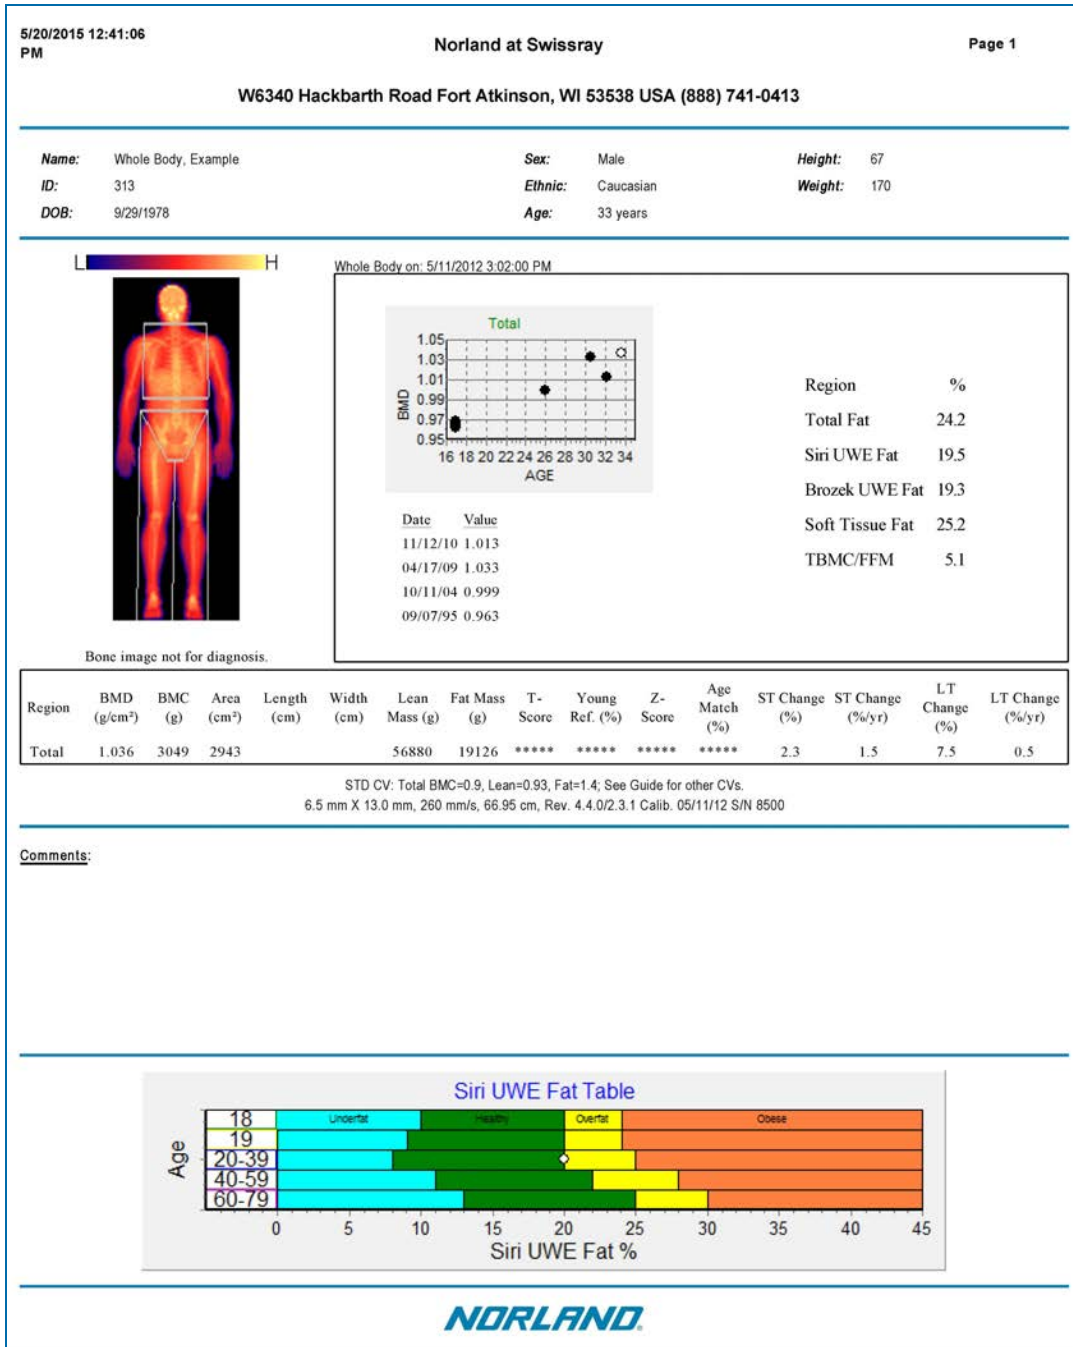 5/20/2015 12:41:06 PM
Norland at Swissray
Page 1
W6340 Hackbarth Road Fort Atkinson, WI 53538 USA (888) 741-0413
Name: Whole Body, Example Sex: Male Height: 67
ID: 313 Ethnic: Caucasian Weight: 170
DOB: 9/29/1978 Age: 33 years
L H
Bone image not for diagnosis.
Whole Body on: 5/11/2012 3:02:00 PM
Total
1.05
1.03
1.01
0.99
0.97
0.95
BMD
16 18 20 22 24 26 28 30 32 34
AGE
Date Value
11/12/10 1.013
04/17/09 1.033
10/11/04 0.999
09/07/95 0.963
Region %
Total Fat 24.2
Siri UWE Fat 19.5
Brozek UWE Fat 19.3
Soft Tissue Fat 25.2
TBMC/FFM 5.1
Region BMD (g/cm²) BMC (g) Area (cm²) Length (cm) Width (cm) Lean Mass (g) Fat Mass (g) T-Score Young Ref. (%) Z-Score Age Match (%) ST Change (%) ST Change (%/yr) LT Change (%) LT Change (%/yr)
Total 1.036 3049 2943 56880 19126 ***** ***** ***** ***** 2.3 1.5 7.5 0.5
STD CV: Total BMC=0.9, Lean=0.93, Fat=1.4; See Guide for other CVs.
6.5 mm X 13.0 mm, 260 mm/s, 66.95 cm, Rev. 4.4.0/2.3.1 Calib. 05/11/12 S/N 8500
Comments:
Siri UWE Fat Table
Age
18 Underfat Healthy Overfat Obese
19
20-39
40-59
60-79
0 5 10 15 20 25 30 35 40 45
Siri UWE Fat %
NORLAND®